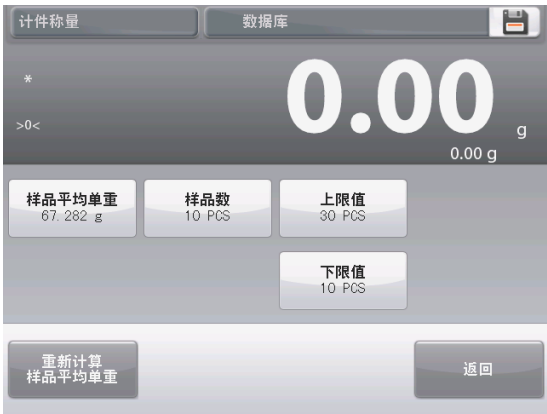 计件称量
数据库
*
0.00 g
>0<
0.00 g
样品平均单重
67.282 g
样品数
10 PCS
上限值
30 PCS
下限值
10 PCS
重新计算
样品平均单重
返回